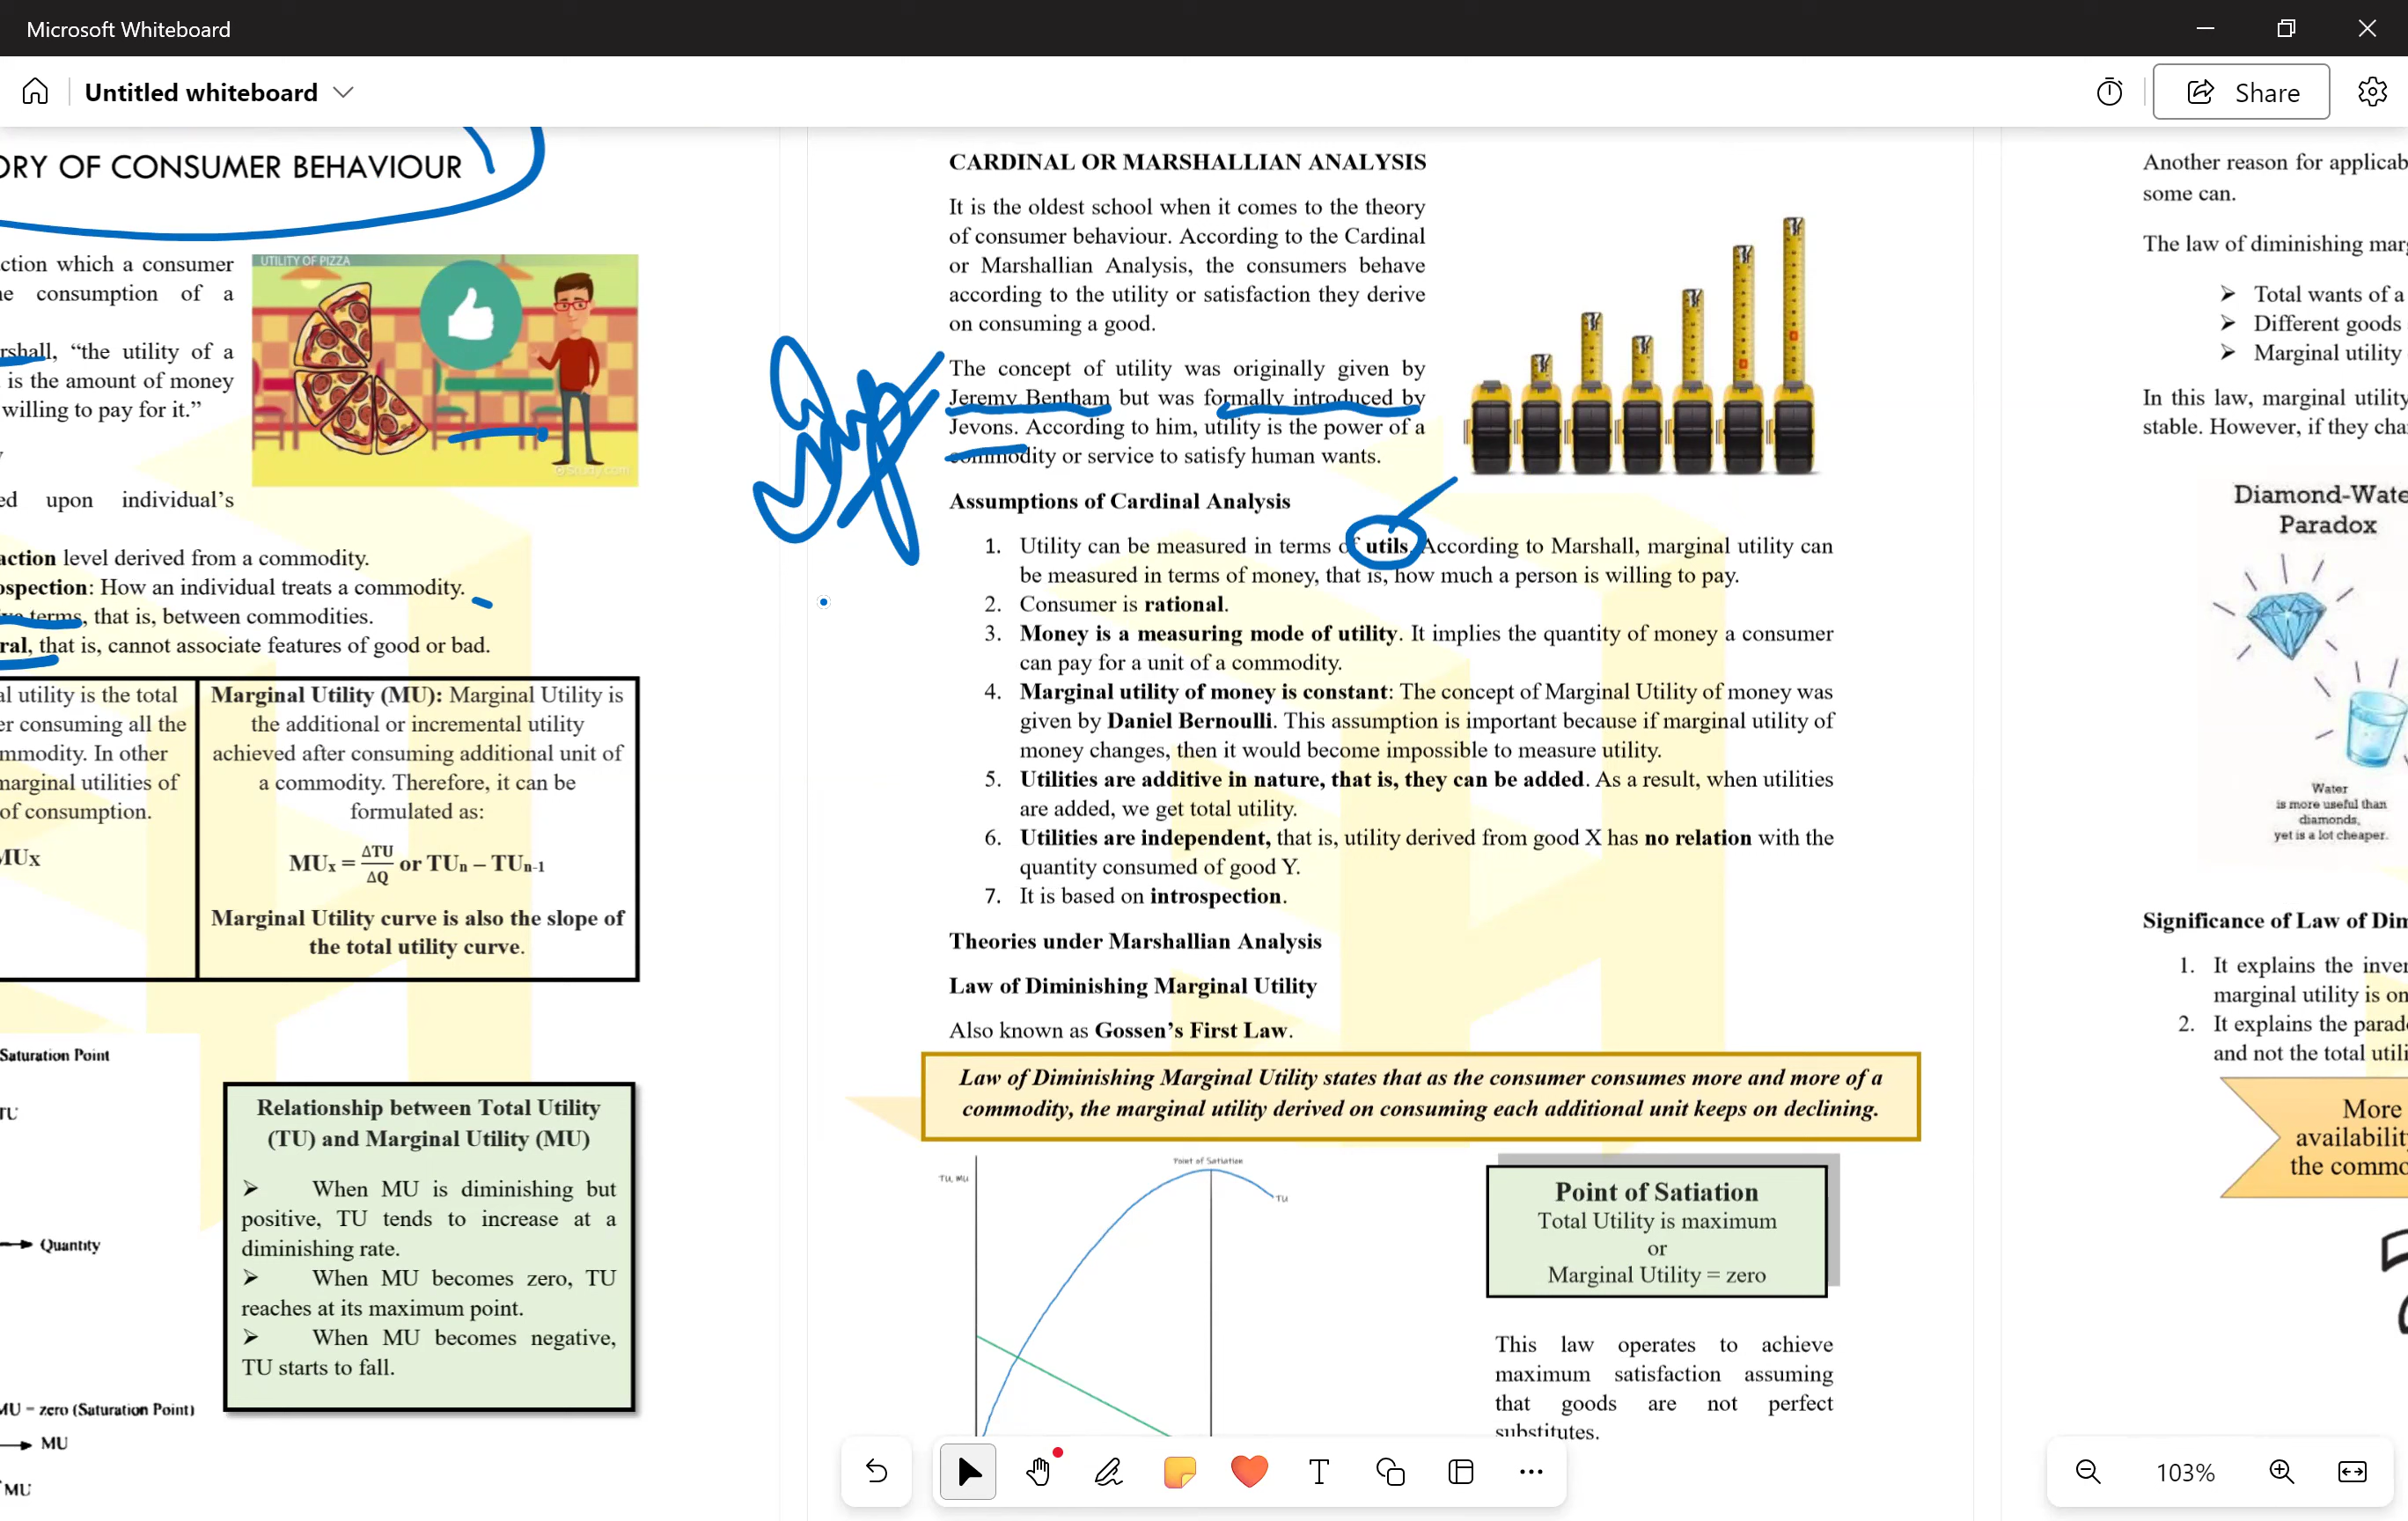 Microsoft Whiteboard
Untitled whiteboard
Share
ORY OF CONSUMER BEHAVIOUR
ction which a consumer
e consumption of a
rshall, “the utility of a
is the amount of money
willing to pay for it.”
y
ed upon individual’s
UTILITY OF PIZZA
Study.com
action level derived from a commodity.
ospection: How an individual treats a commodity.
terms, that is, between commodities.
ral, that is, cannot associate features of good or bad.
al utility is the total
er consuming all the
mmodity. In other
marginal utilities of
of consumption.
MUx
Marginal Utility (MU): Marginal Utility is
the additional or incremental utility
achieved after consuming additional unit of
a commodity. Therefore, it can be
formulated as:
MUx = ΔTU/ΔQ or TUn – TUn-1
Marginal Utility curve is also the slope of
the total utility curve.
Saturation Point
TU
Quantity
MU = zero (Saturation Point)
MU
MU
Relationship between Total Utility
(TU) and Marginal Utility (MU)
➢ When MU is diminishing but
positive, TU tends to increase at a
diminishing rate.
➢ When MU becomes zero, TU
reaches at its maximum point.
➢ When MU becomes negative,
TU starts to fall.
CARDINAL OR MARSHALLIAN ANALYSIS
It is the oldest school when it comes to the theory
of consumer behaviour. According to the Cardinal
or Marshallian Analysis, the consumers behave
according to the utility or satisfaction they derive
on consuming a good.
Imp
The concept of utility was originally given by
Jeremy Bentham but was formally introduced by
Jevons. According to him, utility is the power of a
commodity or service to satisfy human wants.
Assumptions of Cardinal Analysis
1. Utility can be measured in terms of utils. According to Marshall, marginal utility can
be measured in terms of money, that is, how much a person is willing to pay.
2. Consumer is rational.
3. Money is a measuring mode of utility. It implies the quantity of money a consumer
can pay for a unit of a commodity.
4. Marginal utility of money is constant: The concept of Marginal Utility of money was
given by Daniel Bernoulli. This assumption is important because if marginal utility of
money changes, then it would become impossible to measure utility.
5. Utilities are additive in nature, that is, they can be added. As a result, when utilities
are added, we get total utility.
6. Utilities are independent, that is, utility derived from good X has no relation with the
quantity consumed of good Y.
7. It is based on introspection.
Theories under Marshallian Analysis
Law of Diminishing Marginal Utility
Also known as Gossen’s First Law.
Law of Diminishing Marginal Utility states that as the consumer consumes more and more of a
commodity, the marginal utility derived on consuming each additional unit keeps on declining.
TU, MU
Point of Satiation
TU
Point of Satiation
Total Utility is maximum
or
Marginal Utility = zero
This law operates to achieve
maximum satisfaction assuming
that goods are not perfect
substitutes.
Another reason for applicab
some can.
The law of diminishing mar
➢ Total wants of a
➢ Different goods
➢ Marginal utility
In this law, marginal utility
stable. However, if they cha
Diamond-Wate
Paradox
Water
is more useful than
diamonds,
yet is a lot cheaper.
Significance of Law of Dim
1. It explains the inver
marginal utility is on
2. It explains the parad
and not the total utili
More
availability
the commo
103%